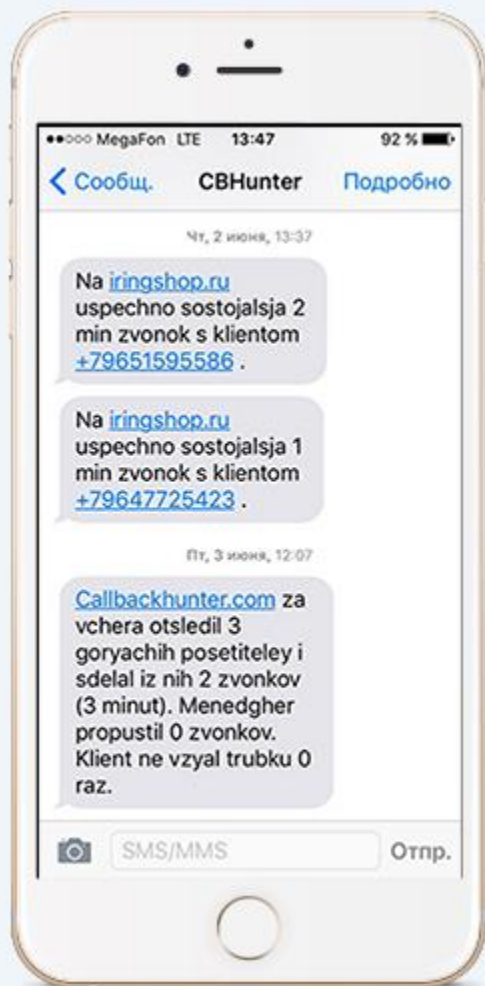 MegaFon LTE 13:47 92 %
Сообщ. CBHunter Подробно
Чт, 2 июня, 13:37
Na iringshop.ru
uspechno sostojalsja 2
min zvonok s klientom
+79651595586 .
Na iringshop.ru
uspechno sostojalsja 1
min zvonok s klientom
+79647725423 .
Пт, 3 июня, 12:07
Callbackhunter.com za
vchera otsledil 3
goryachih posetiteley i
sdelal iz nih 2 zvonkov
(3 minut). Menedgher
propustil 0 zvonkov.
Klient ne vzyal trubku 0
raz.
SMS/MMS Отпр.